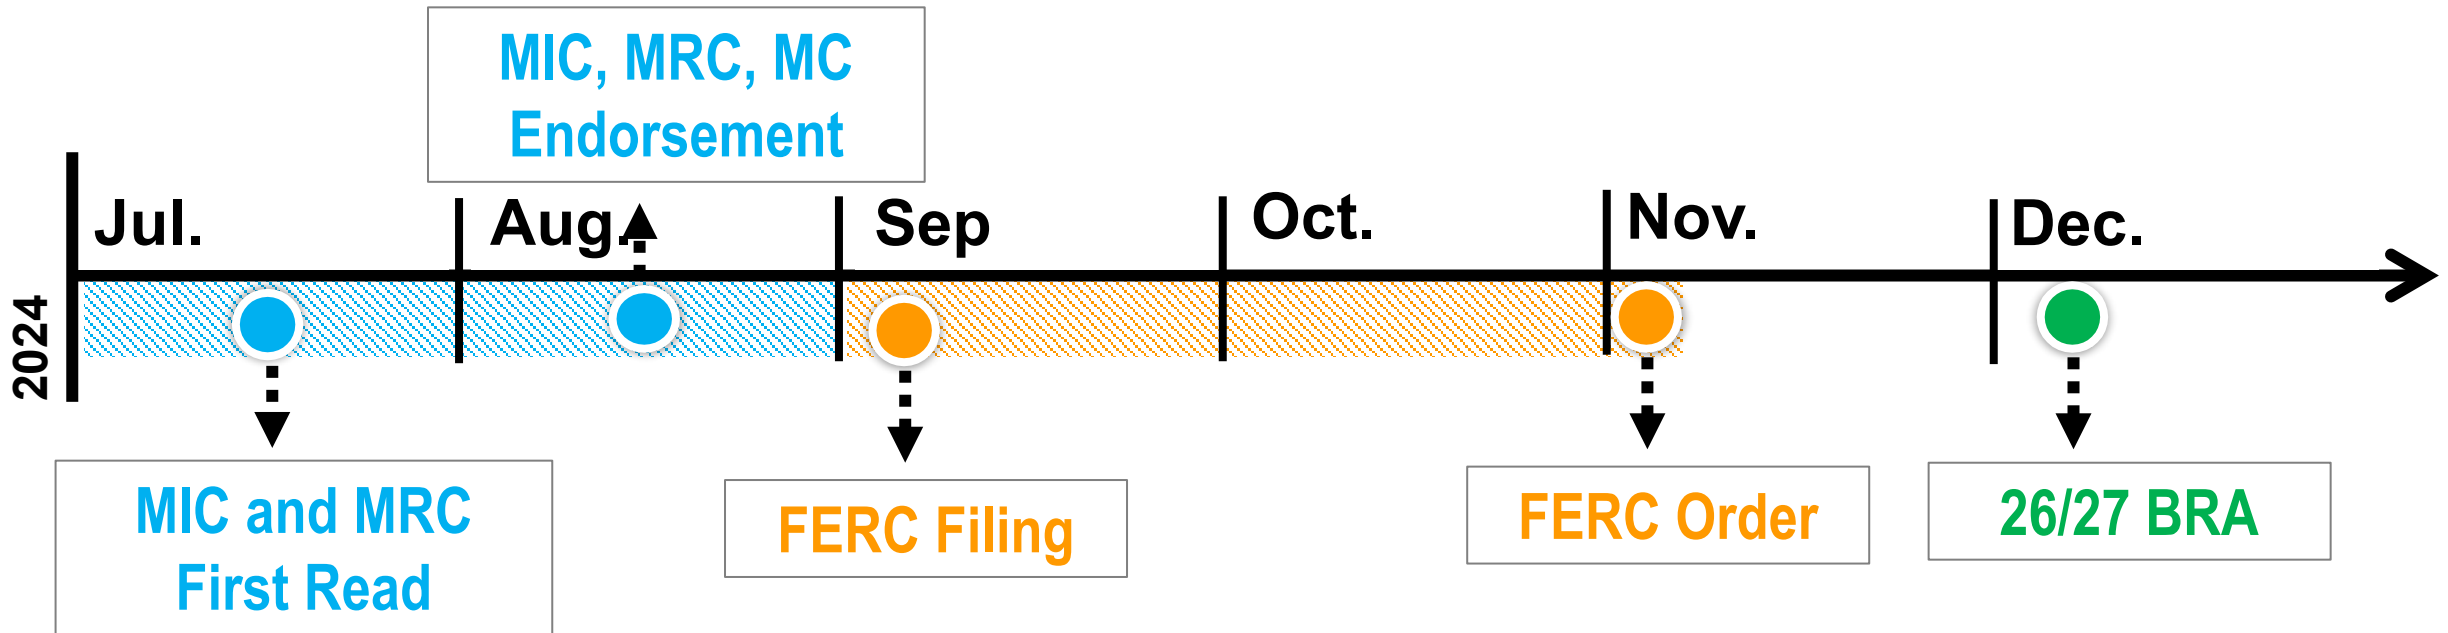 MIC, MRC, MC
Endorsement
Jul.
Aug.
Sep
Oct.
Nov.
Dec.
2024
MIC and MRC
First Read
FERC Filing
FERC Order
26/27 BRA